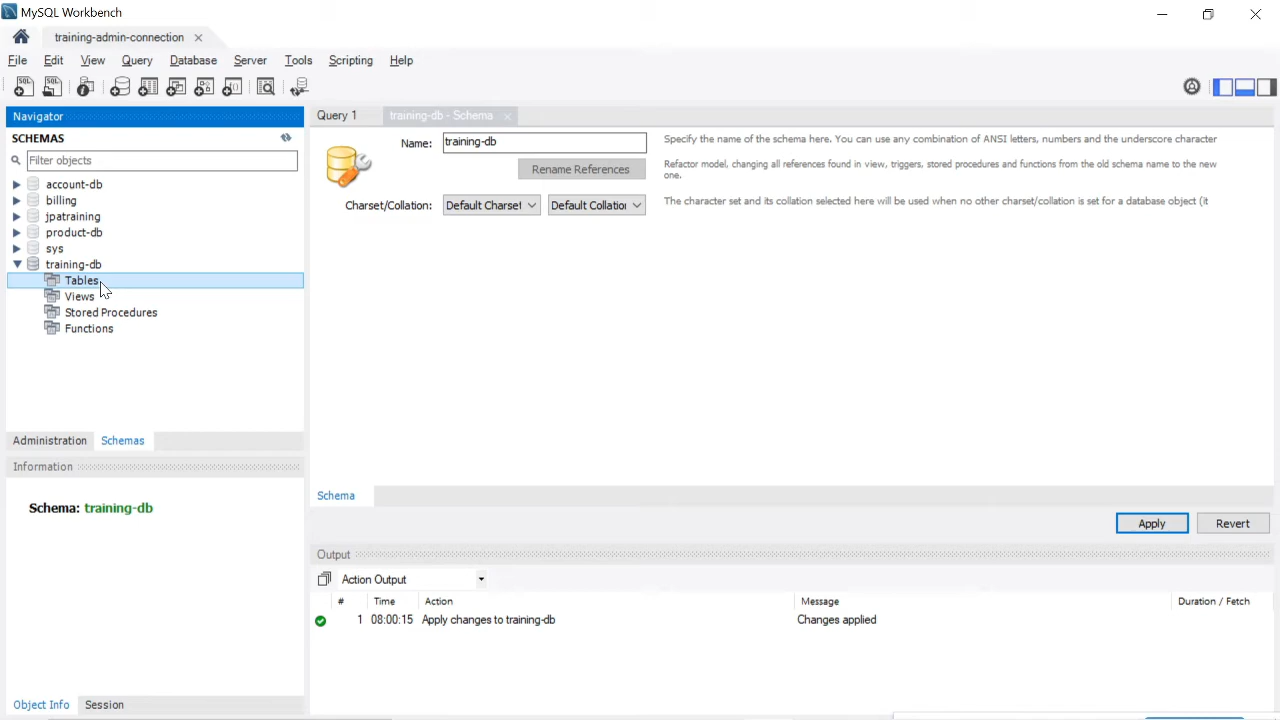 MySQL Workbench
training-admin-connection
File Edit View Query Database Server Tools Scripting Help
Navigator
SCHEMAS
Filter objects
account-db
billing
jpatraining
product-db
sys
training-db
Tables
Views
Stored Procedures
Functions
Administration Schemas
Information
Schema: training-db
Object Info Session
Query 1 training-db - Schema
Name: training-db
Specify the name of the schema here. You can use any combination of ANSI letters, numbers and the underscore character
Rename References
Refactor model, changing all references found in view, triggers, stored procedures and functions from the old schema name to the new
one.
Charset/Collation: Default Charset Default Collation
The character set and its collation selected here will be used when no other charset/collation is set for a database object (it
Schema
Apply Revert
Output
Action Output
# Time Action Message Duration / Fetch
1 08:00:15 Apply changes to training-db Changes applied